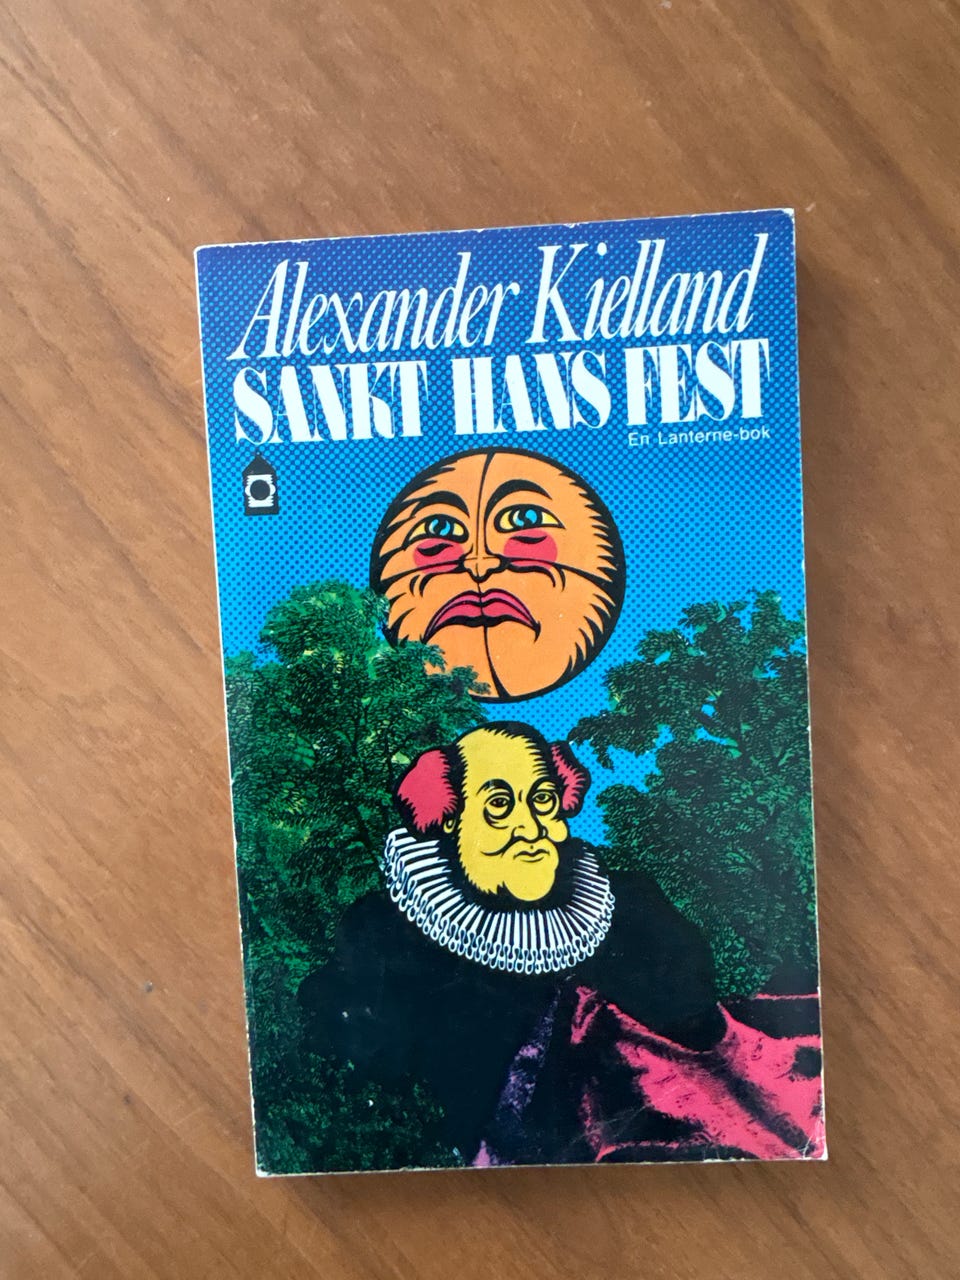 Alexander Kielland
SANKT HANS FEST
En Lanterne-bok